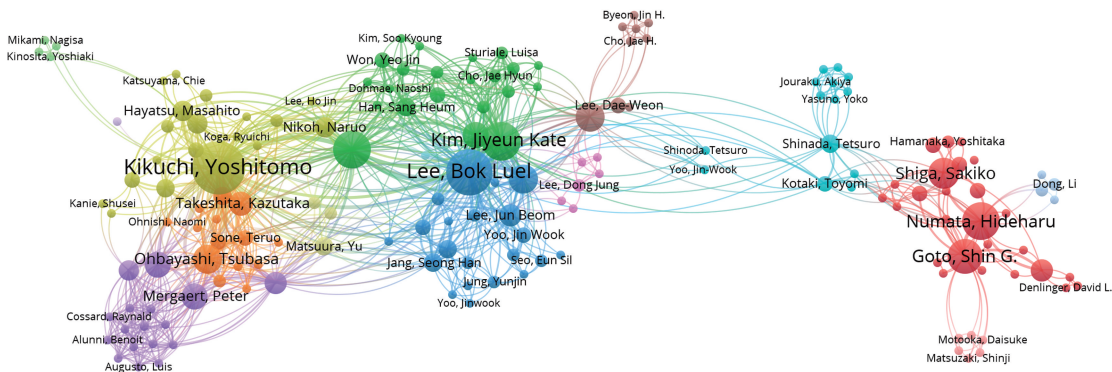 Mikami, Nagisa
Kinosita, Yoshiaki
Katsuyama, Chie
Hayatsu, Masahito
Koga, Ryuichi
Kikuchi, Yoshitomo
Kanie, Shusei
Takeshita, Kazutaka
Ohnishi, Naomi
Sone, Teruo
Ohbayashi, Tsubasa
Matsuura, Yu
Mergaert, Peter
Cossard, Raynald
Alunni, Benoit
Augusto, Luis
Kim, Soo Kyoung
Won, Yeo Jin
Dohmae, Naoshi
Lee, Ho Jin
Han, Sang Heum
Nikoh, Naruo
Sturiale, Luisa
Cho, Jae Hyun
Kim, Jiyeun Kate
Lee, Bok Luel
Lee, Jun Beom
Yoo, Jin Wook
Jang, Seong Han
Seo, Eun Sil
Jung, Yunjin
Yoo, Jinwook
Byeon, Jin H.
Cho, Jae H.
Lee, Dae-Weon
Lee, Dong Jung
Shinoda, Tetsuro
Yoo, Jin-Wook
Jouraku, Akiya
Yasuno, Yoko
Shinada, Tetsuro
Kotaki, Toyomi
Hamanaka, Yoshitaka
Shiga, Sakiko
Dong, Li
Numata, Hideharu
Goto, Shin G.
Denlinger, David L.
Motooka, Daisuke
Matsuzaki, Shinji